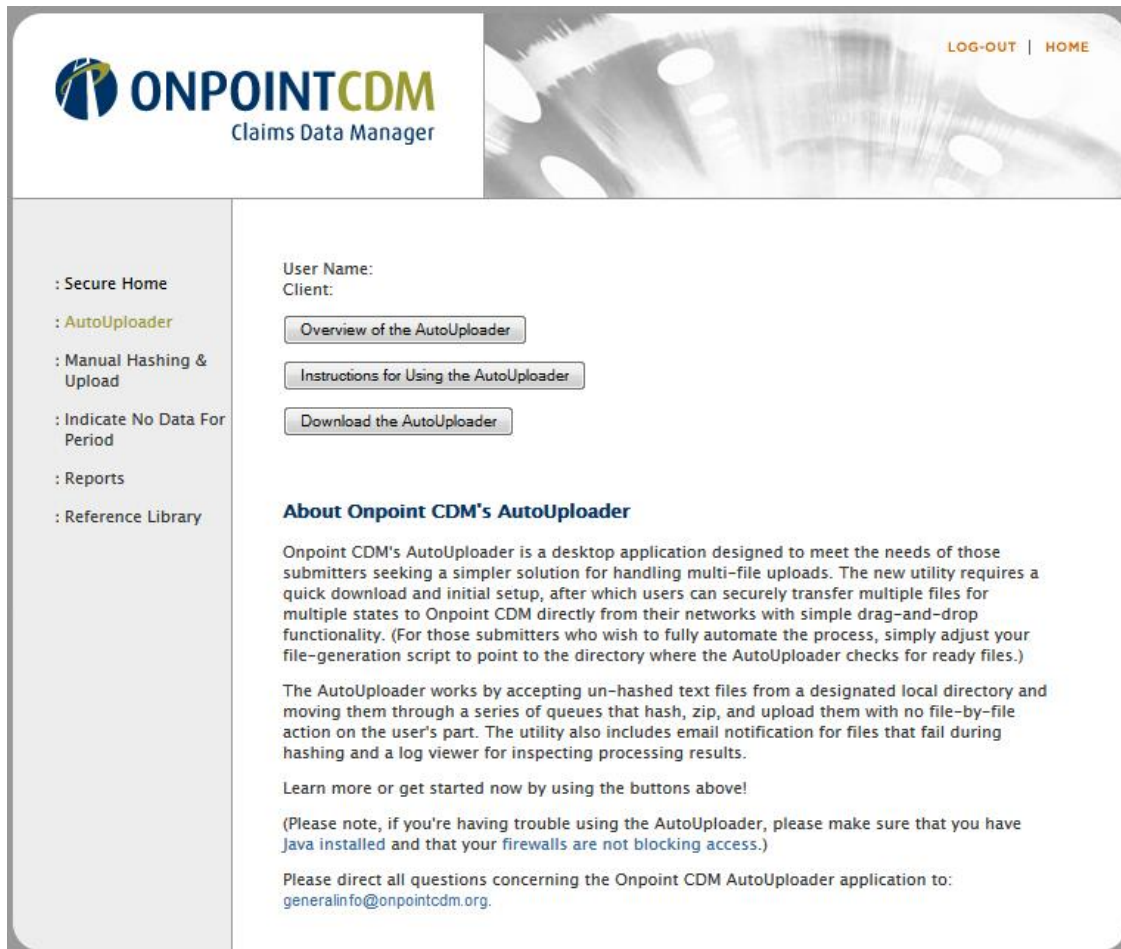 LOG-OUT | HOME
ONPOINTCDM
Claims Data Manager
: Secure Home
: AutoUploader
: Manual Hashing &
Upload
: Indicate No Data For
Period
: Reports
: Reference Library
User Name:
Client:
Overview of the AutoUploader
Instructions for Using the AutoUploader
Download the AutoUploader
About Onpoint CDM's AutoUploader
Onpoint CDM's AutoUploader is a desktop application designed to meet the needs of those
submitters seeking a simpler solution for handling multi-file uploads. The new utility requires a
quick download and initial setup, after which users can securely transfer multiple files for
multiple states to Onpoint CDM directly from their networks with simple drag-and-drop
functionality. (For those submitters who wish to fully automate the process, simply adjust your
file-generation script to point to the directory where the AutoUploader checks for ready files.)
The AutoUploader works by accepting un-hashed text files from a designated local directory and
moving them through a series of queues that hash, zip, and upload them with no file-by-file
action on the user's part. The utility also includes email notification for files that fail during
hashing and a log viewer for inspecting processing results.
Learn more or get started now by using the buttons above!
(Please note, if you're having trouble using the AutoUploader, please make sure that you have
Java installed and that your firewalls are not blocking access.)
Please direct all questions concerning the Onpoint CDM AutoUploader application to:
generalinfo@onpointcdm.org.